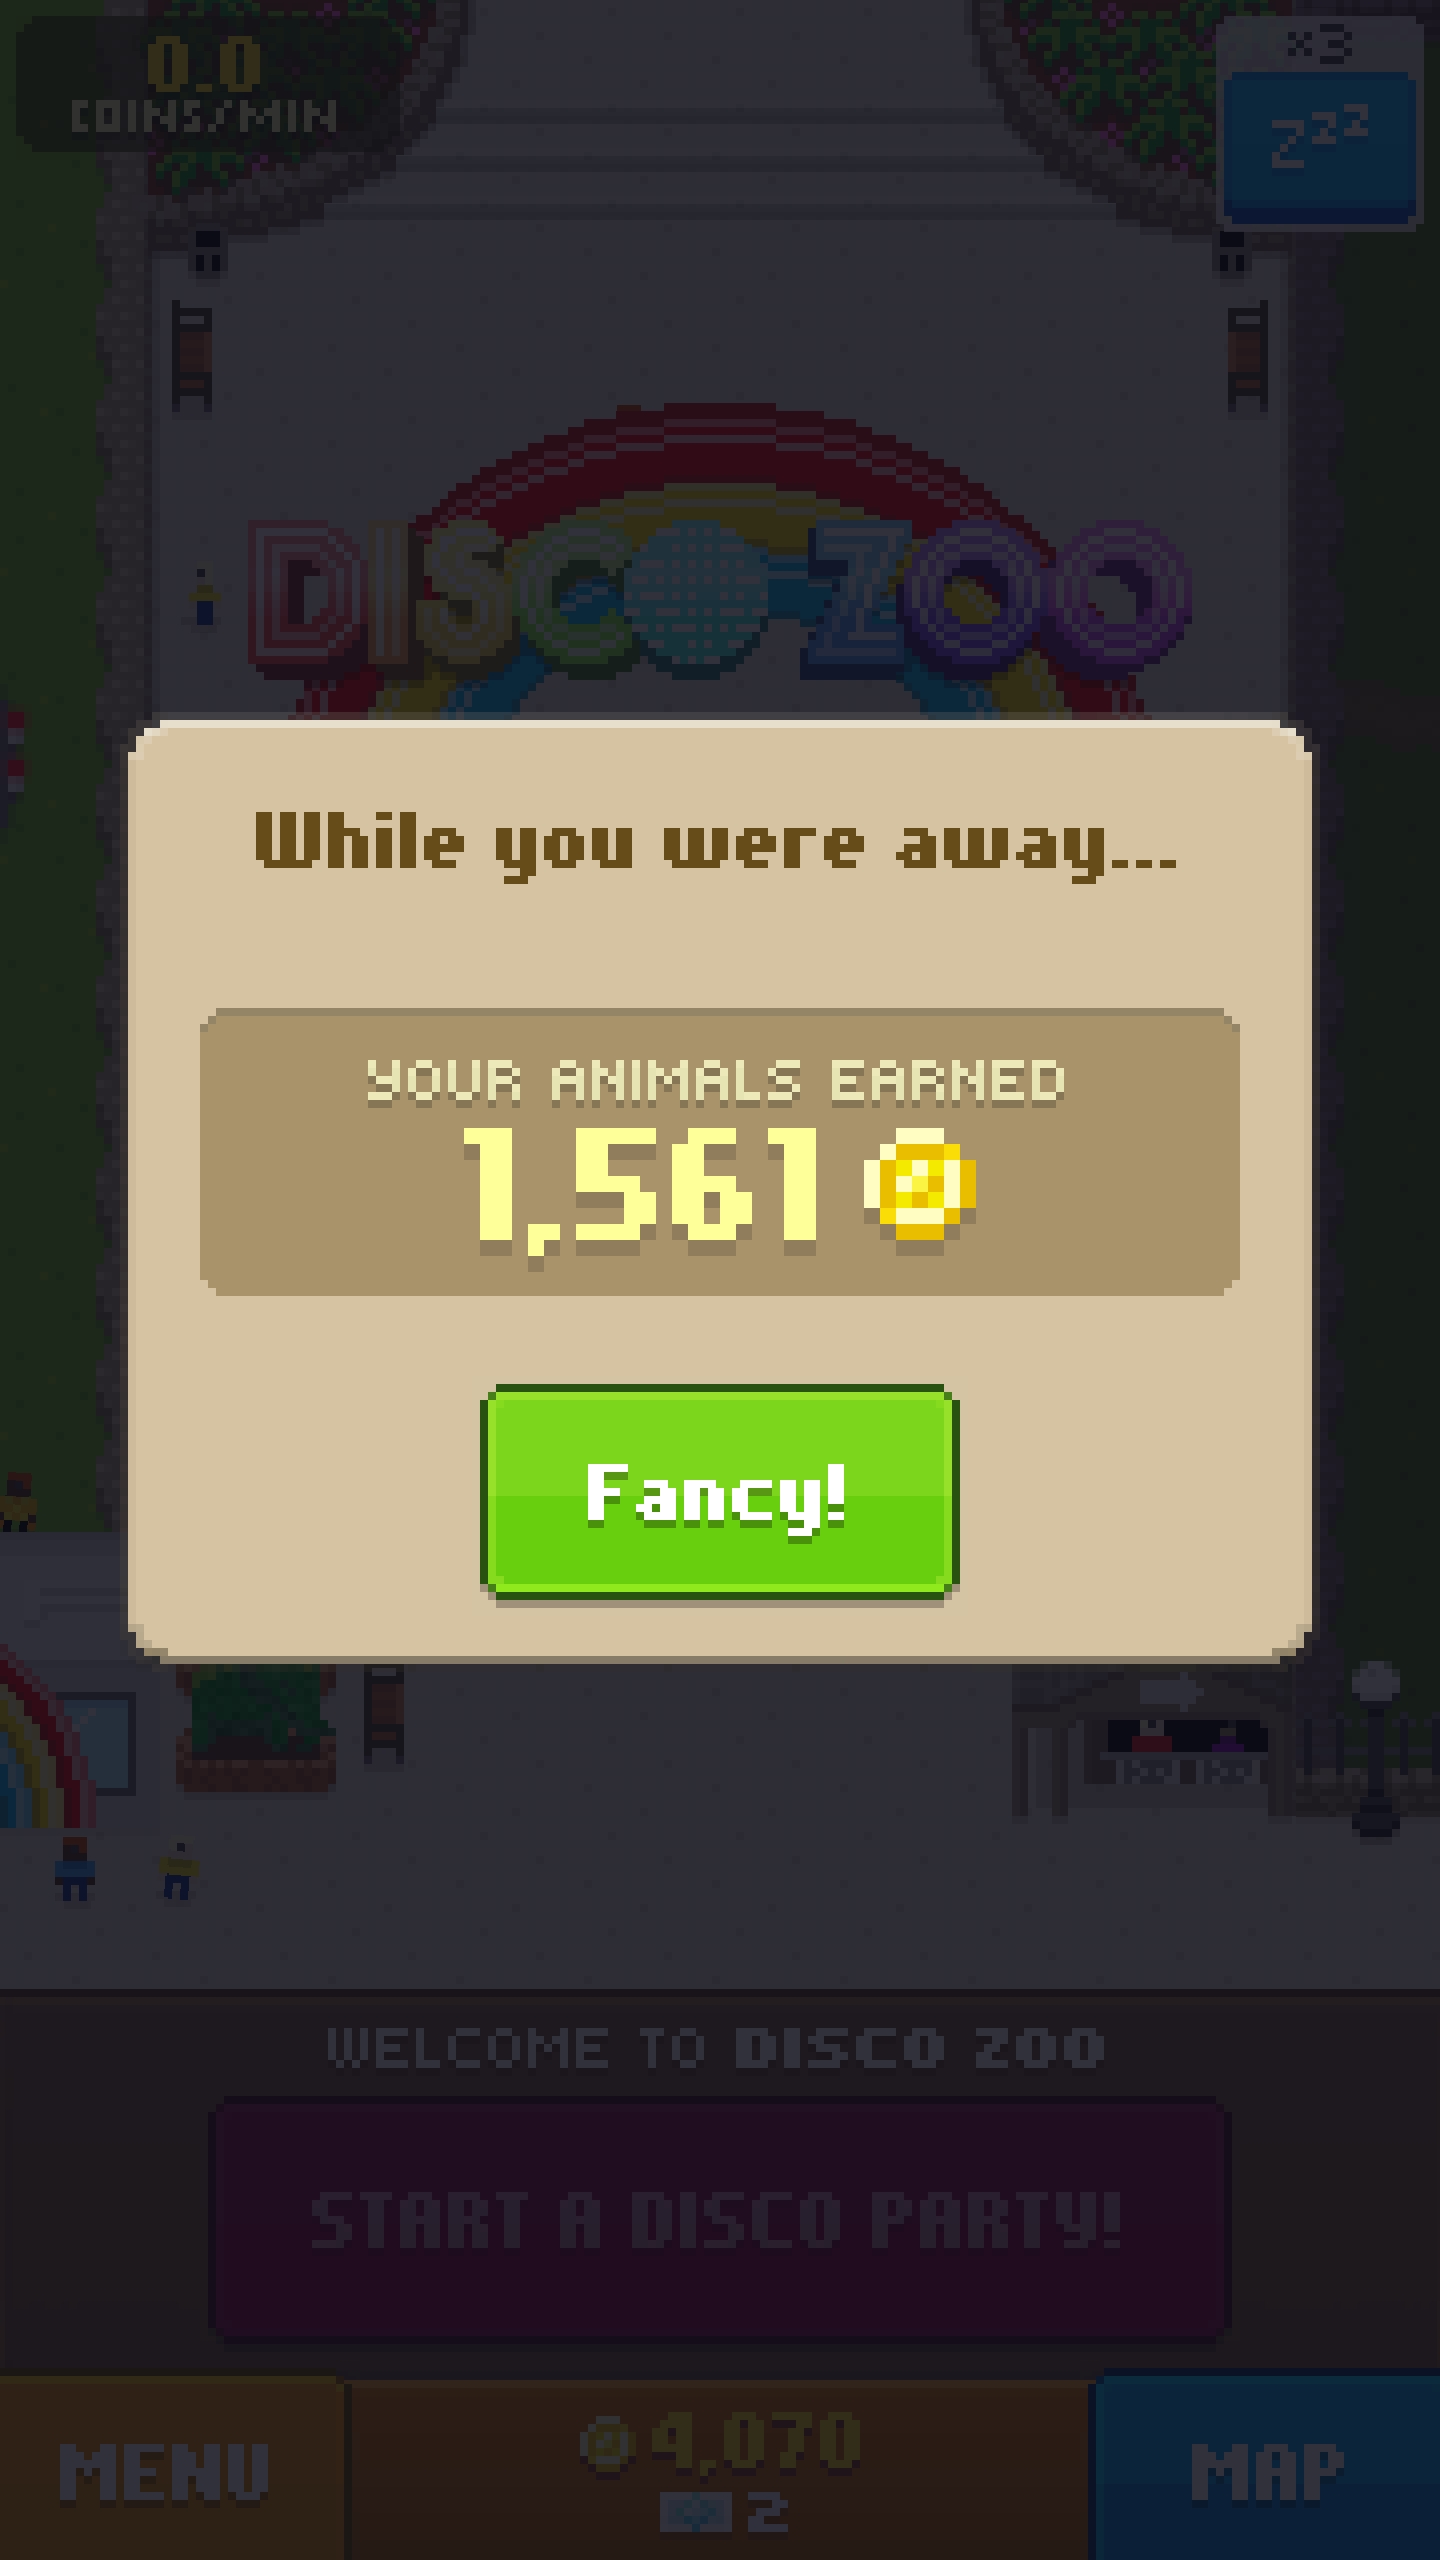 0.0
COINS/MIN
x3
zzz
DISCO ZOO
While you were away...
YOUR ANIMALS EARNED
1,561
Fancy!
WELCOME TO DISCO ZOO
START A DISCO PARTY!
MENU
4,070
2
MAP